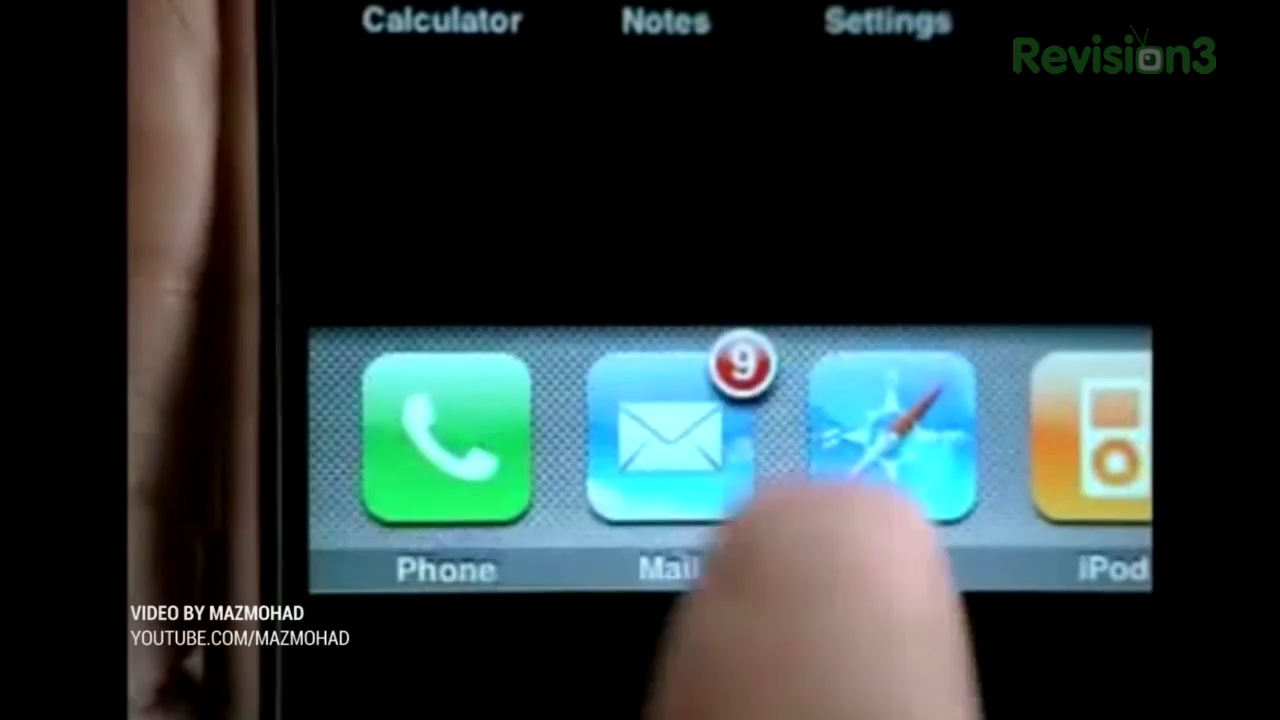 Calculator Notes Settings
Revision3
9
Phone Mail iPod
VIDEO BY MAZMOHAD
YOUTUBE.COM/MAZMOHAD